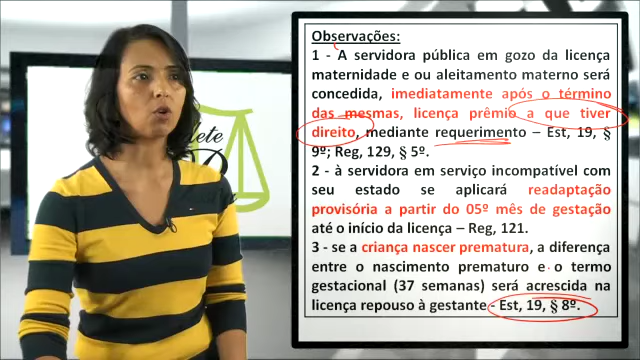 Observações:
1 - A servidora pública em gozo da licença
maternidade e ou aleitamento materno será
concedida, imediatamente após o término
das mesmas, licença prêmio a que tiver
direito, mediante requerimento – Est, 19, §
9º; Reg, 129, § 5º.
2 - à servidora em serviço incompatível com
seu estado se aplicará readaptação
provisória a partir do 05º mês de gestação
até o início da licença – Reg, 121.
3 - se a criança nascer prematura, a diferença
entre o nascimento prematuro e o termo
gestacional (37 semanas) será acrescida na
licença repouso à gestante - Est, 19, § 8º.